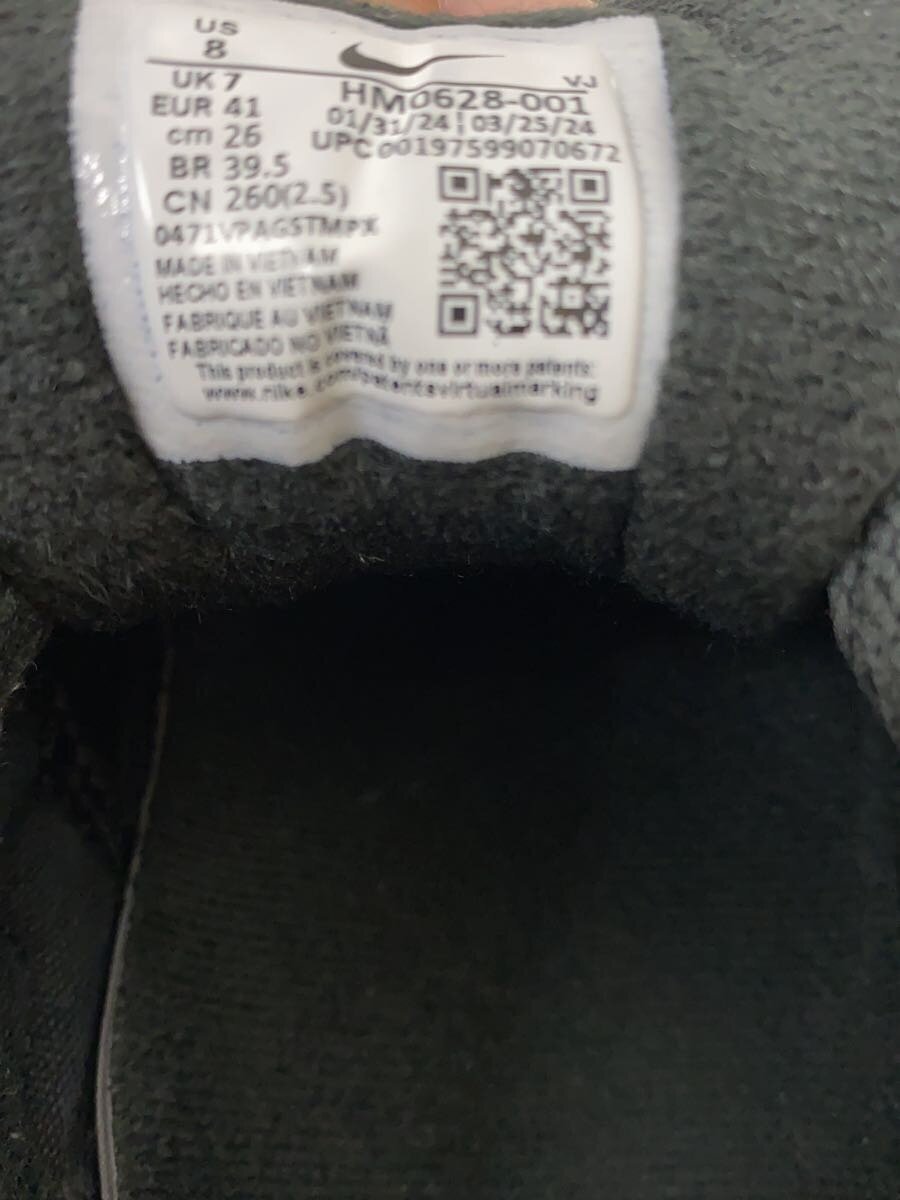 US
8
VJ
UK 7
EUR 41
cm 26
BR 39.5
CN 260(2.5)
0471VPAGSTMPX
MADE IN VIETNAM
HECHO EN VIETNAM
FABRIQUE AU VIETNAM
FABRICADO NO VIETNÃ
HM0628-001
01/31/24 | 03/25/24
UPC 00197599070672
This product is covered by one or more patents:
www.nike.com/patentsvirtualmarking